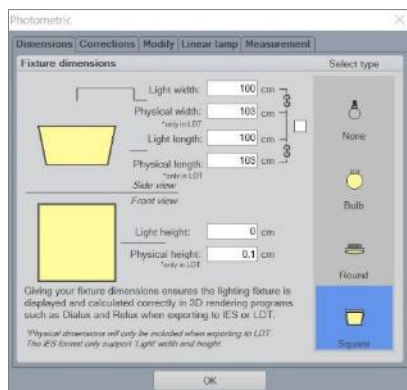 Photometric
Dimensions Corrections Modify Linear lamp Measurement
Fixture dimensions
Select type
Light width: 100 cm
Physical width: 103 cm
*only in LDT
Light length: 100 cm
Physical length: 103 cm
*only in LDT
Side view
Front view
Light height: 0 cm
Physical height: 0,1 cm
*only in LDT
None
Bulb
Round
Square
Giving your fixture dimensions ensures the lighting fixture is
displayed and calculated correctly in 3D rendering programs
such as Dialux and Relux when exporting to IES or LDT.
*Physical dimensions will only be included when exporting to LDT.
The IES format only support 'Light' width and height.
OK